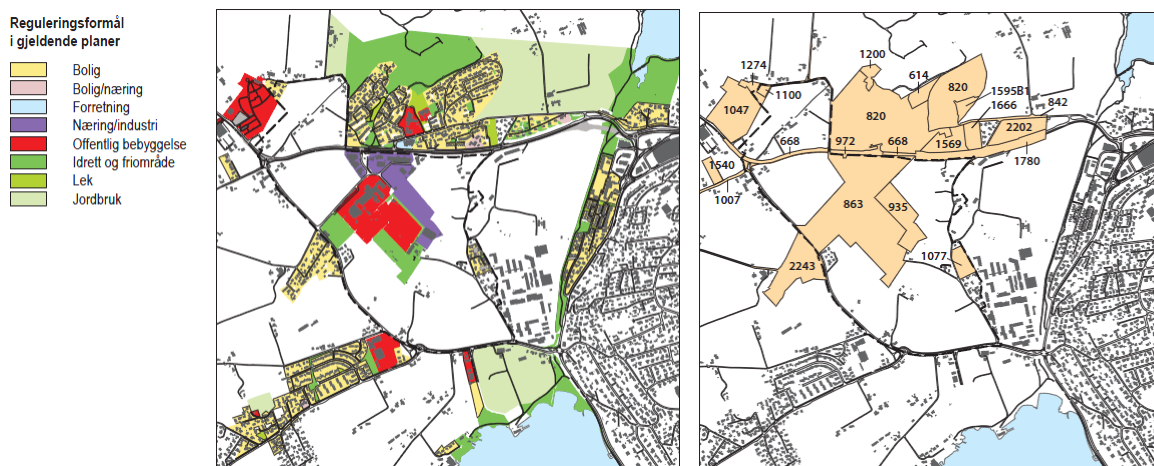 Reguleringsformål
i gjeldende planer
Bolig
Bolig/næring
Forretning
Næring/industri
Offentlig bebyggelse
Idrett og friområde
Lek
Jordbruk
1200
1274
614
820
1595B1
1100
1666
842
1047
820
2202
668
972
668
1569
1540
1780
1007
863
935
1077
2243